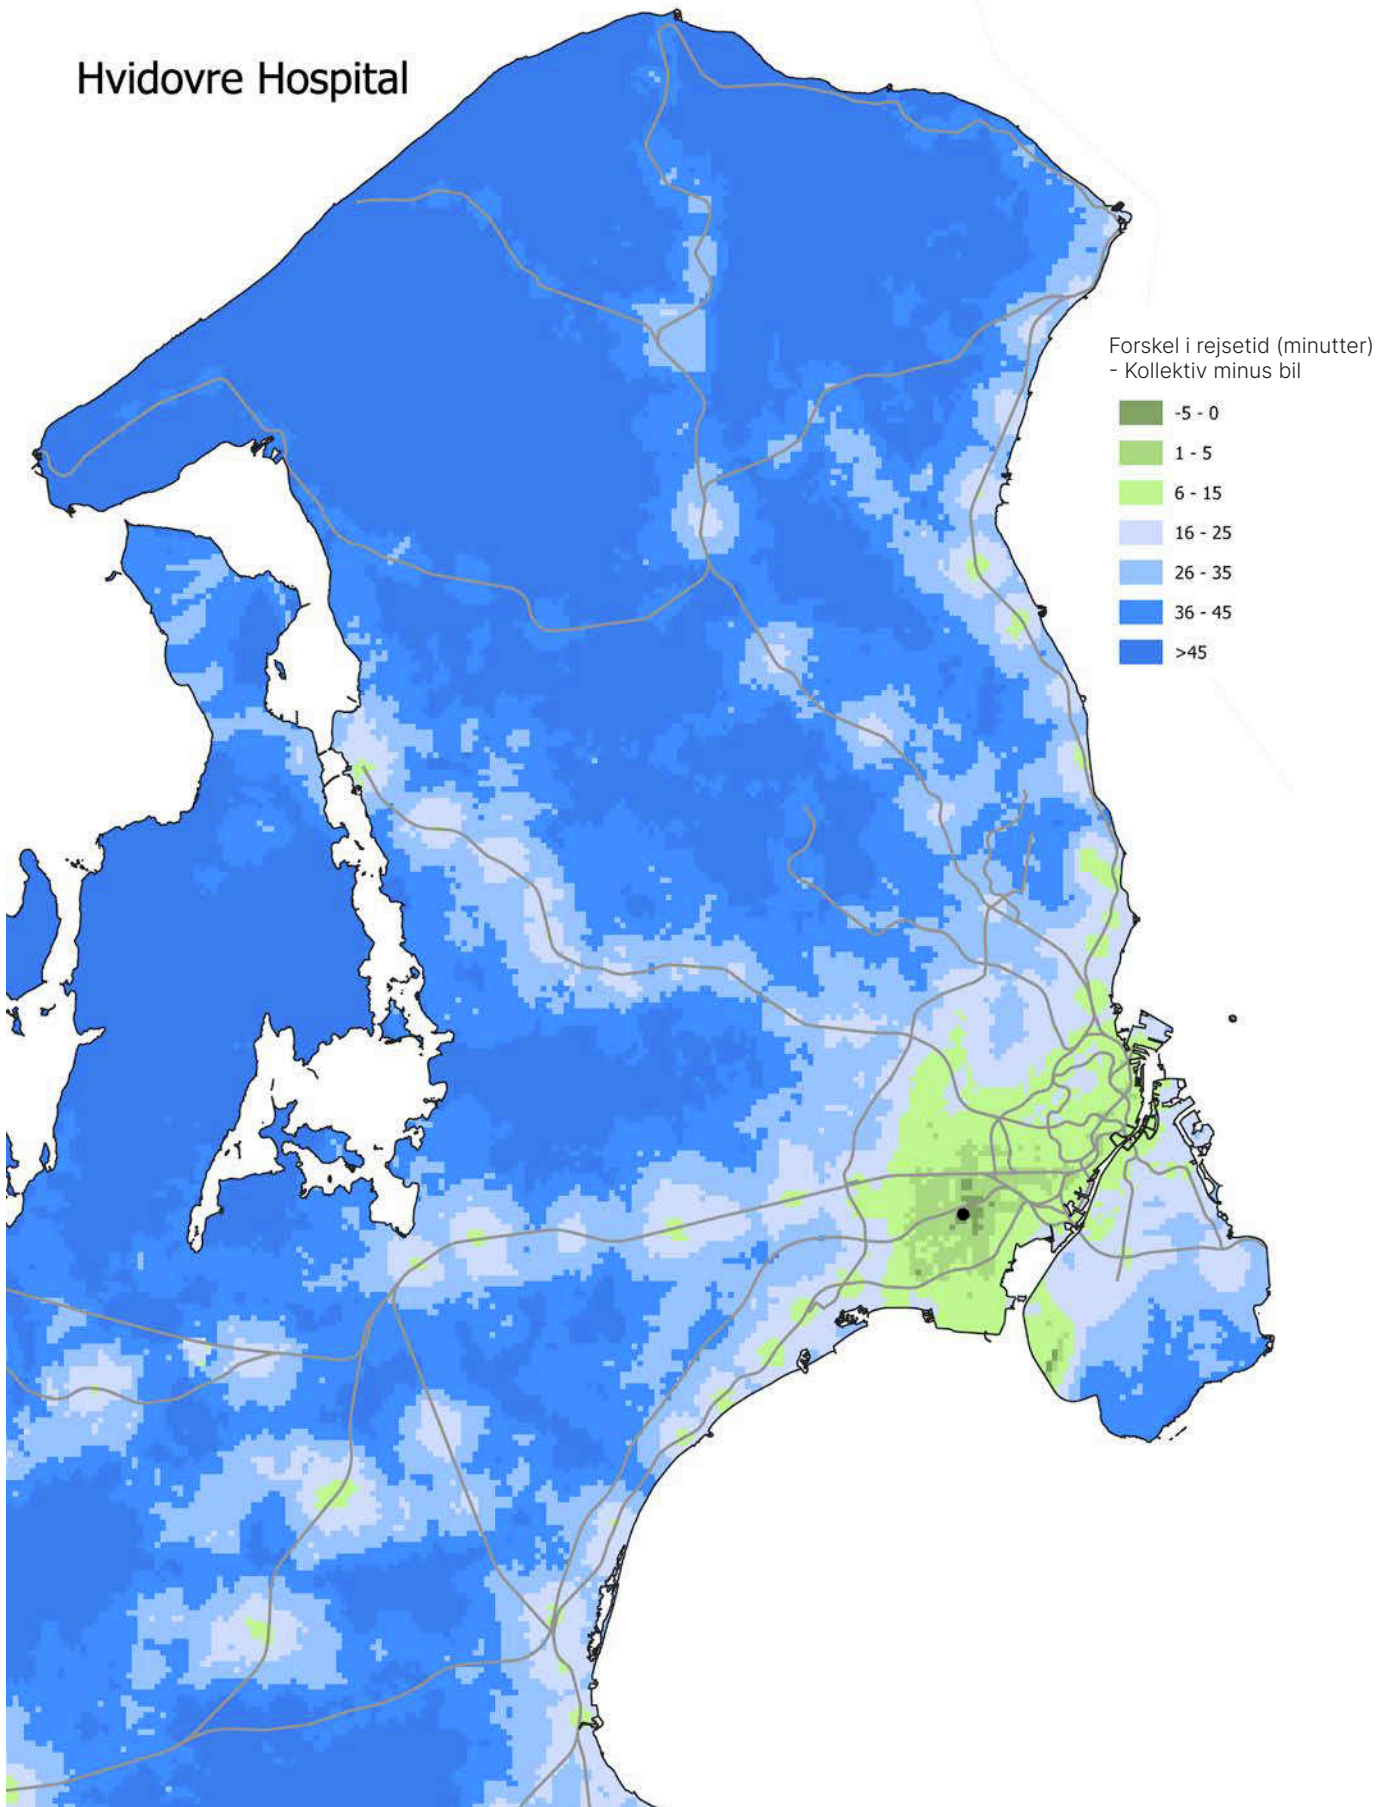 Hvidovre Hospital
Forskel i rejsetid (minutter)
- Kollektiv minus bil
-5 - 0
1 - 5
6 - 15
16 - 25
26 - 35
36 - 45
>45